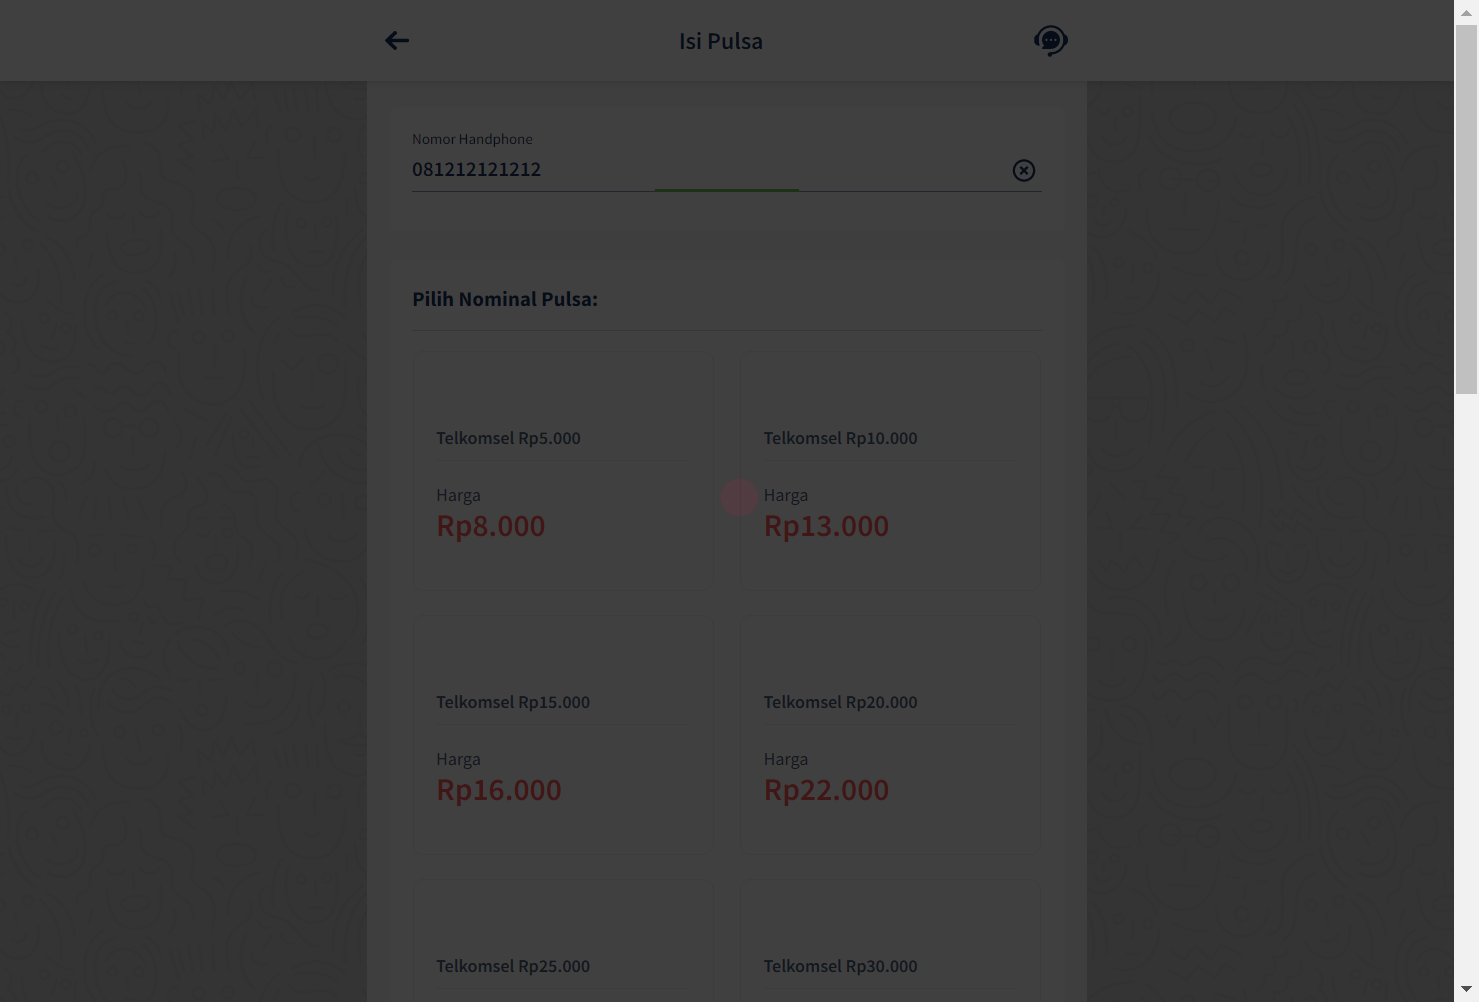 Isi Pulsa
Nomor Handphone
081212121212
Pilih Nominal Pulsa:
Telkomsel Rp5.000
Harga
Rp8.000
Telkomsel Rp10.000
Harga
Rp13.000
Telkomsel Rp15.000
Harga
Rp16.000
Telkomsel Rp20.000
Harga
Rp22.000
Telkomsel Rp25.000
Telkomsel Rp30.000